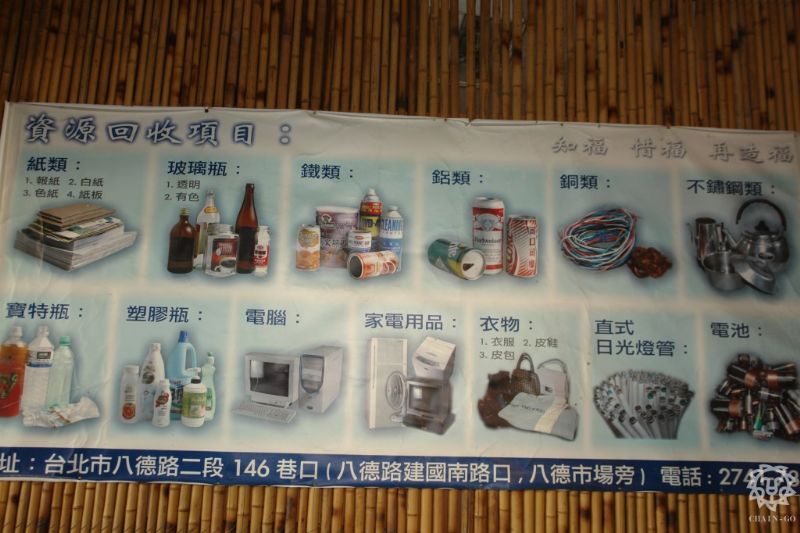 資源回收項目：
知福 惜福 再造福
紙類：
1. 報紙 2. 白紙
3. 色紙 4. 紙板
玻璃瓶：
1. 透明
2. 有色
鐵類：
鋁類：
銅類：
不鏽鋼類：
寶特瓶：
塑膠瓶：
電腦：
家電用品：
衣物：
1. 衣服 2. 皮鞋
3. 皮包
直式
日光燈管：
電池：
Budweiser
址：台北市八德路二段 146 巷口 ( 八德路建國南路口 , 八德市場旁 ) 電話 : 274
CHAIN-GO